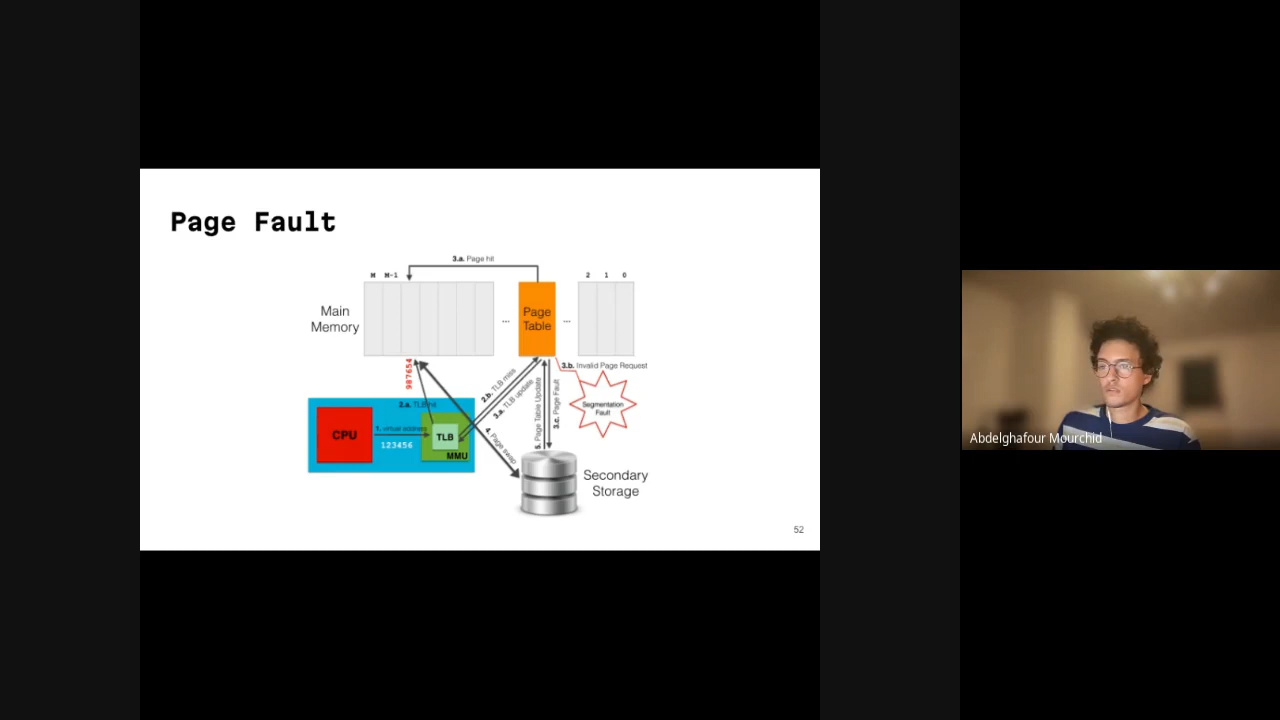 Page Fault
3.a. Page hit
M M-1
2 1 0
Main
Memory
...
Page
Table
...
987654
3.b. Invalid Page Request
Segmentation
Fault
2.a. TLB hit
2.b. TLB miss
3.a. TLB update
5. Page Table Update
3.c. Page Fault
CPU
1. virtual address
123456
TLB
MMU
4. Page swap
Secondary
Storage
52
Abdelghafour Mourchid